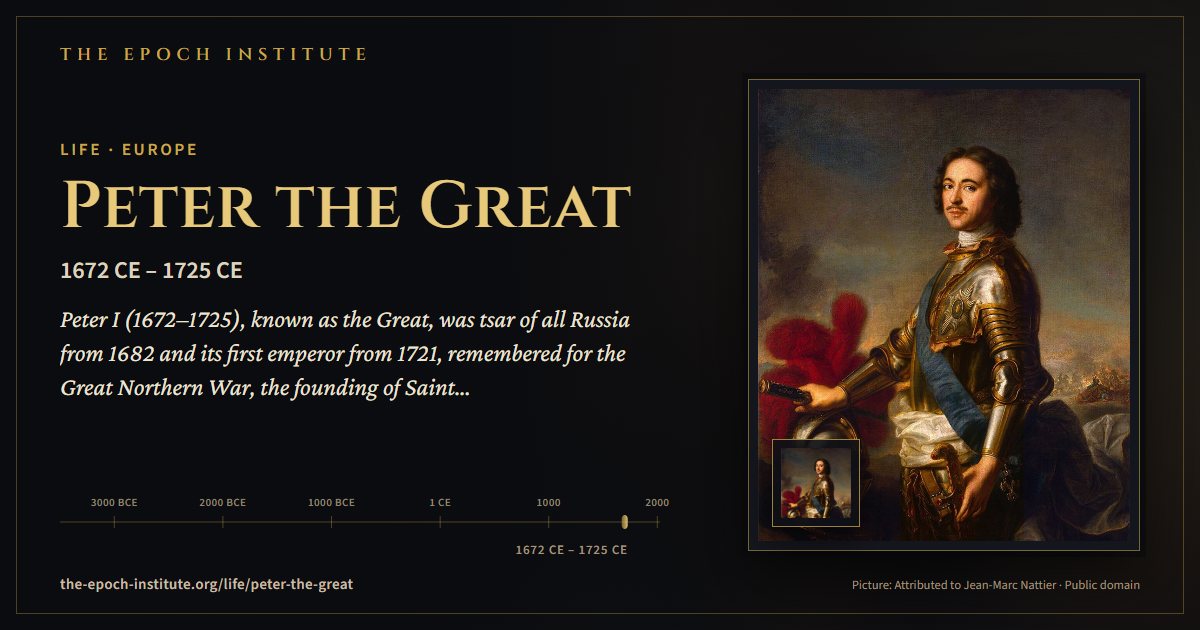 THE EPOCH INSTITUTE
LIFE · EUROPE
PETER THE GREAT
1672 CE – 1725 CE
Peter I (1672–1725), known as the Great, was tsar of all Russia
from 1682 and its first emperor from 1721, remembered for the
Great Northern War, the founding of Saint...
3000 BCE 2000 BCE 1000 BCE 1 CE 1000 2000
1672 CE – 1725 CE
the-epoch-institute.org/life/peter-the-great
Picture: Attributed to Jean-Marc Nattier · Public domain